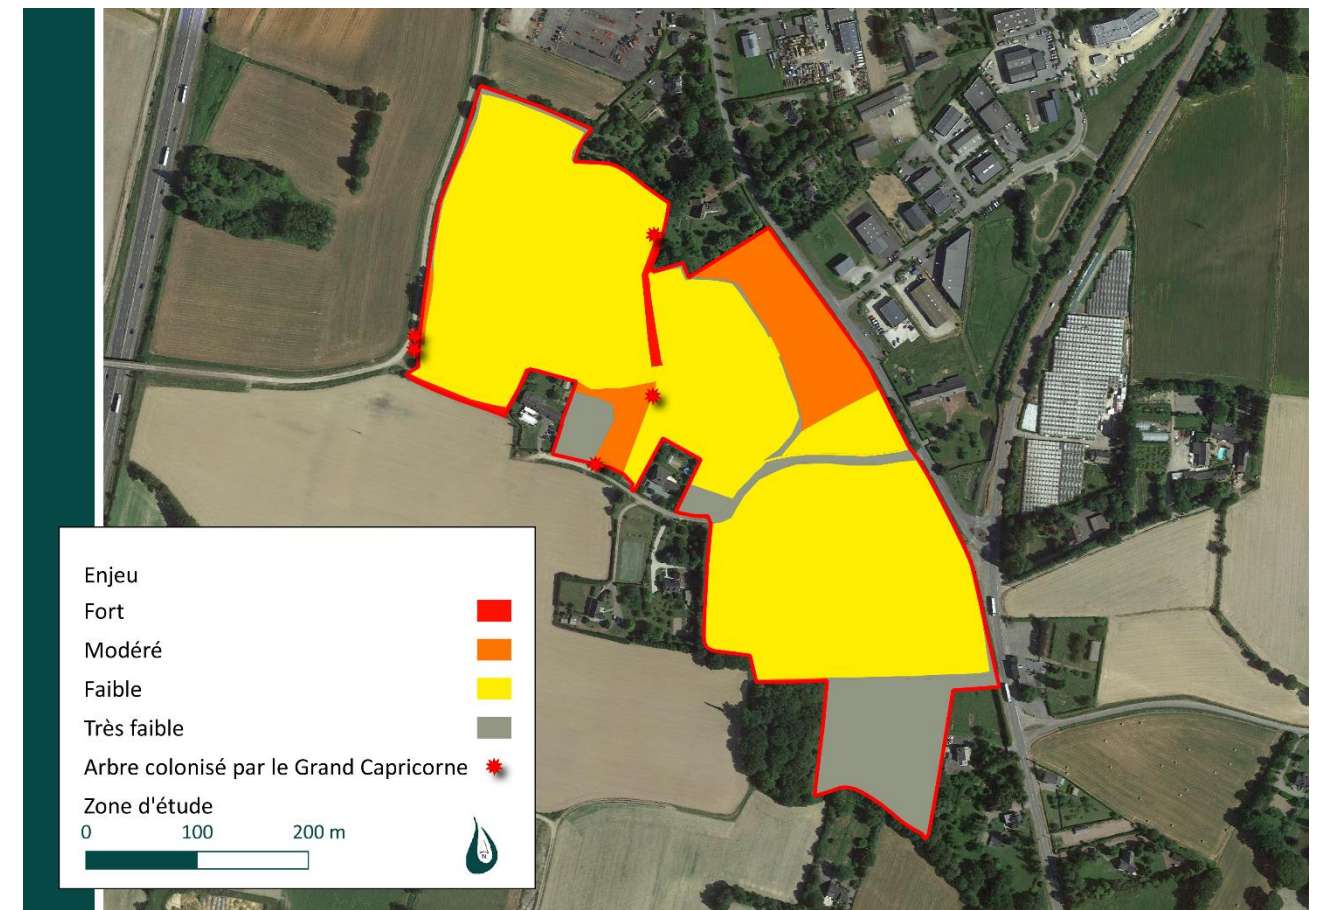 Enjeu
Fort
Modéré
Faible
Très faible
Arbre colonisé par le Grand Capricorne
Zone d'étude
0 100 200 m
N